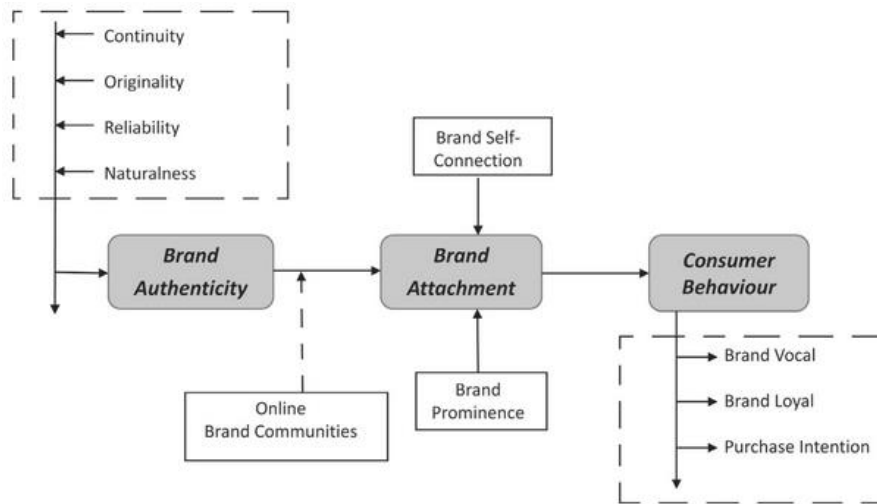 Continuity
Originality
Reliability
Naturalness
Brand Self-
Connection
Brand
Authenticity
Brand
Attachment
Consumer
Behaviour
Online
Brand Communities
Brand
Prominence
Brand Vocal
Brand Loyal
Purchase Intention